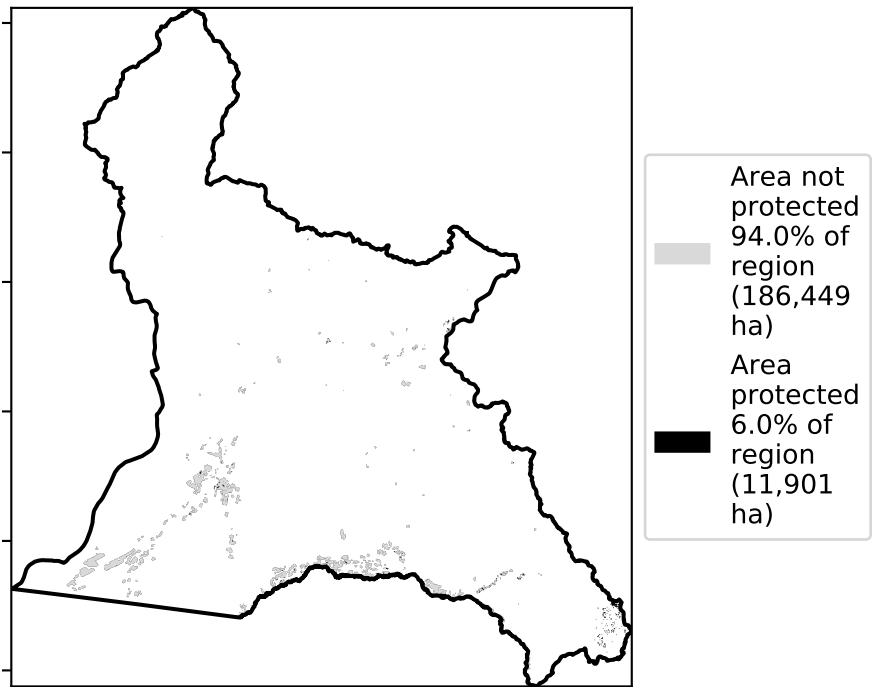 Area not
protected
94.0% of
region
(186,449
ha)
Area
protected
6.0% of
region
(11,901
ha)